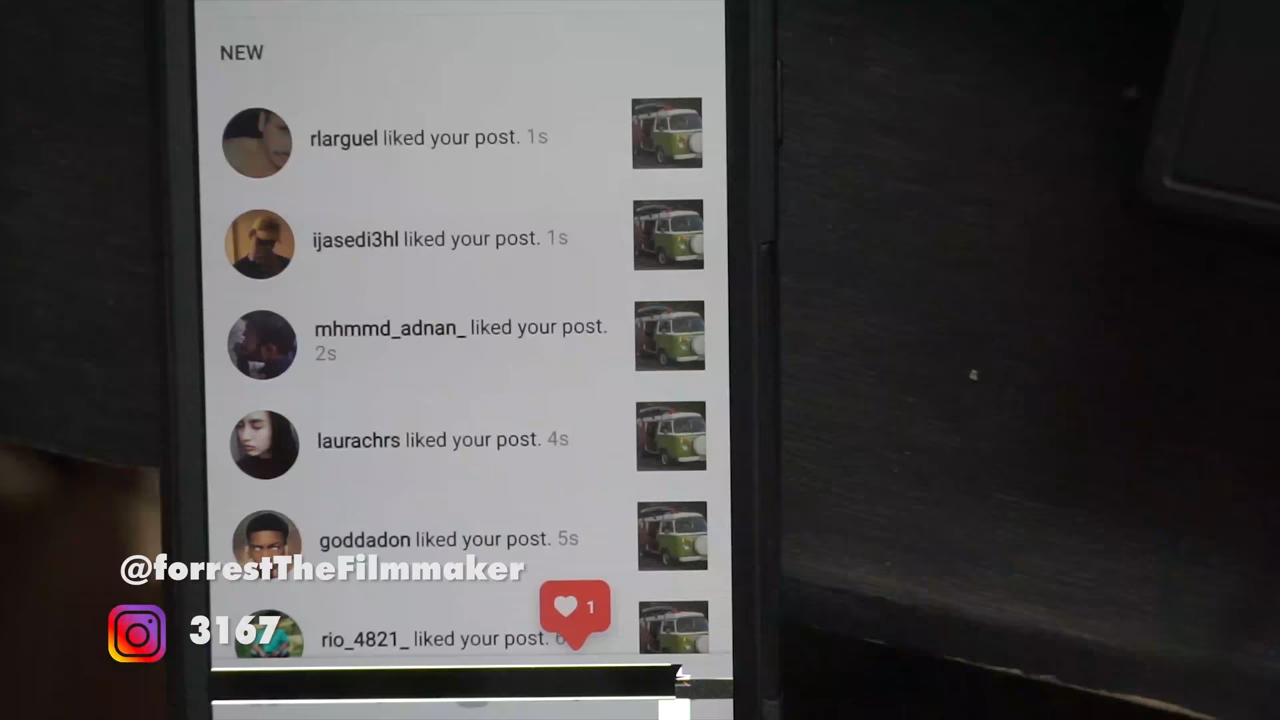 NEW
rlarguel liked your post. 1s
ijasedi3hl liked your post. 1s
mhmmd_adnan_ liked your post.
2s
laurachrs liked your post. 4s
goddadon liked your post. 5s
@forrestTheFilmmaker
1
3167
rio_4821_ liked your post.